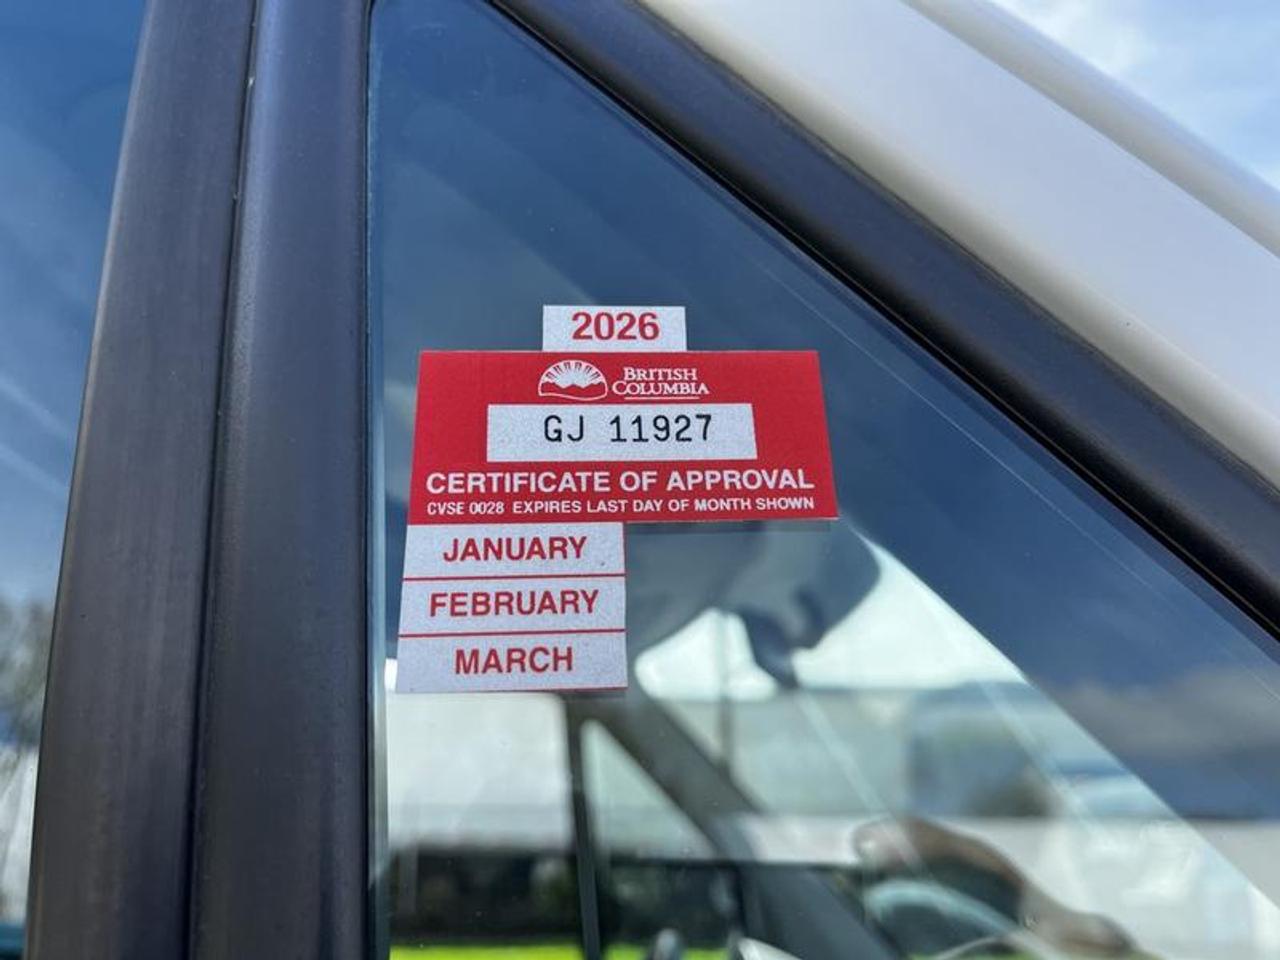 2026
BRITISH
COLUMBIA
GJ 11927
CERTIFICATE OF APPROVAL
CVSE 0028 EXPIRES LAST DAY OF MONTH SHOWN
JANUARY
FEBRUARY
MARCH